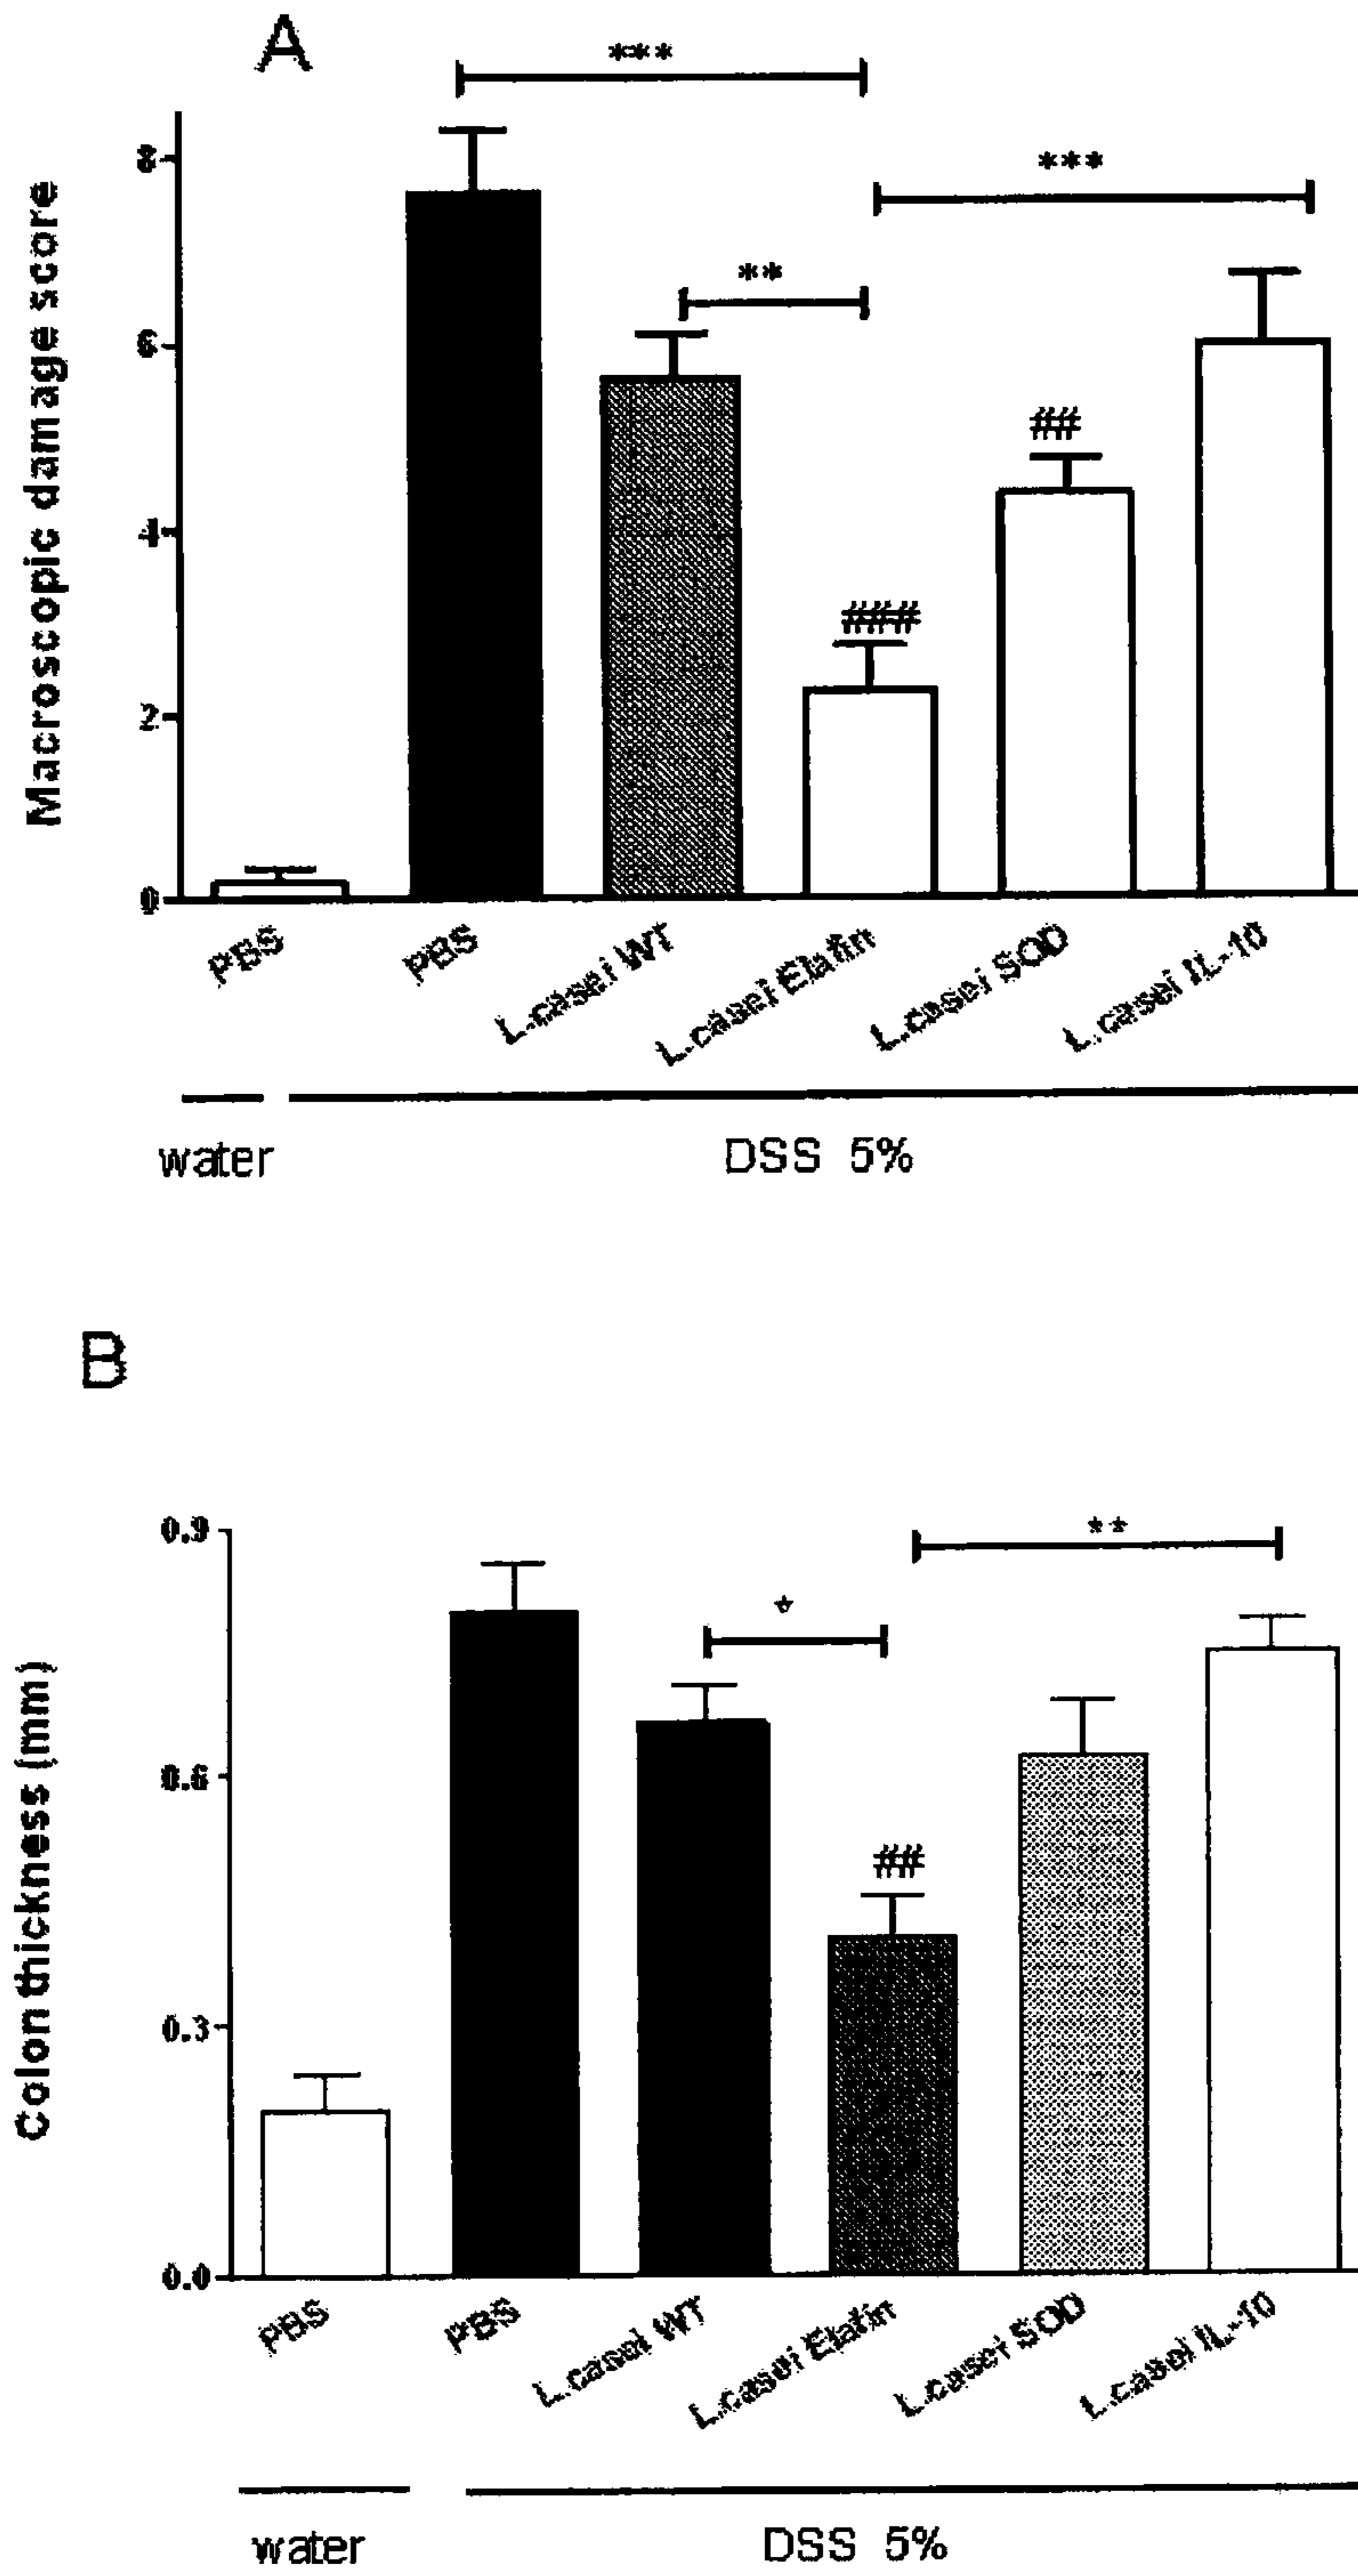 A
***
***
**
##
###
Macroscopic damage score
8
6
4
2
0
PBS
PBS
L.casei WT
L.casei Elafin
L.casei SOD
L.casei IL-10
water
DSS 5%
B
**
*
##
Colon thickness (mm)
0.9
0.6
0.3
0.0
PBS
PBS
L.casei WT
L.casei Elafin
L.casei SOD
L.casei IL-10
water
DSS 5%